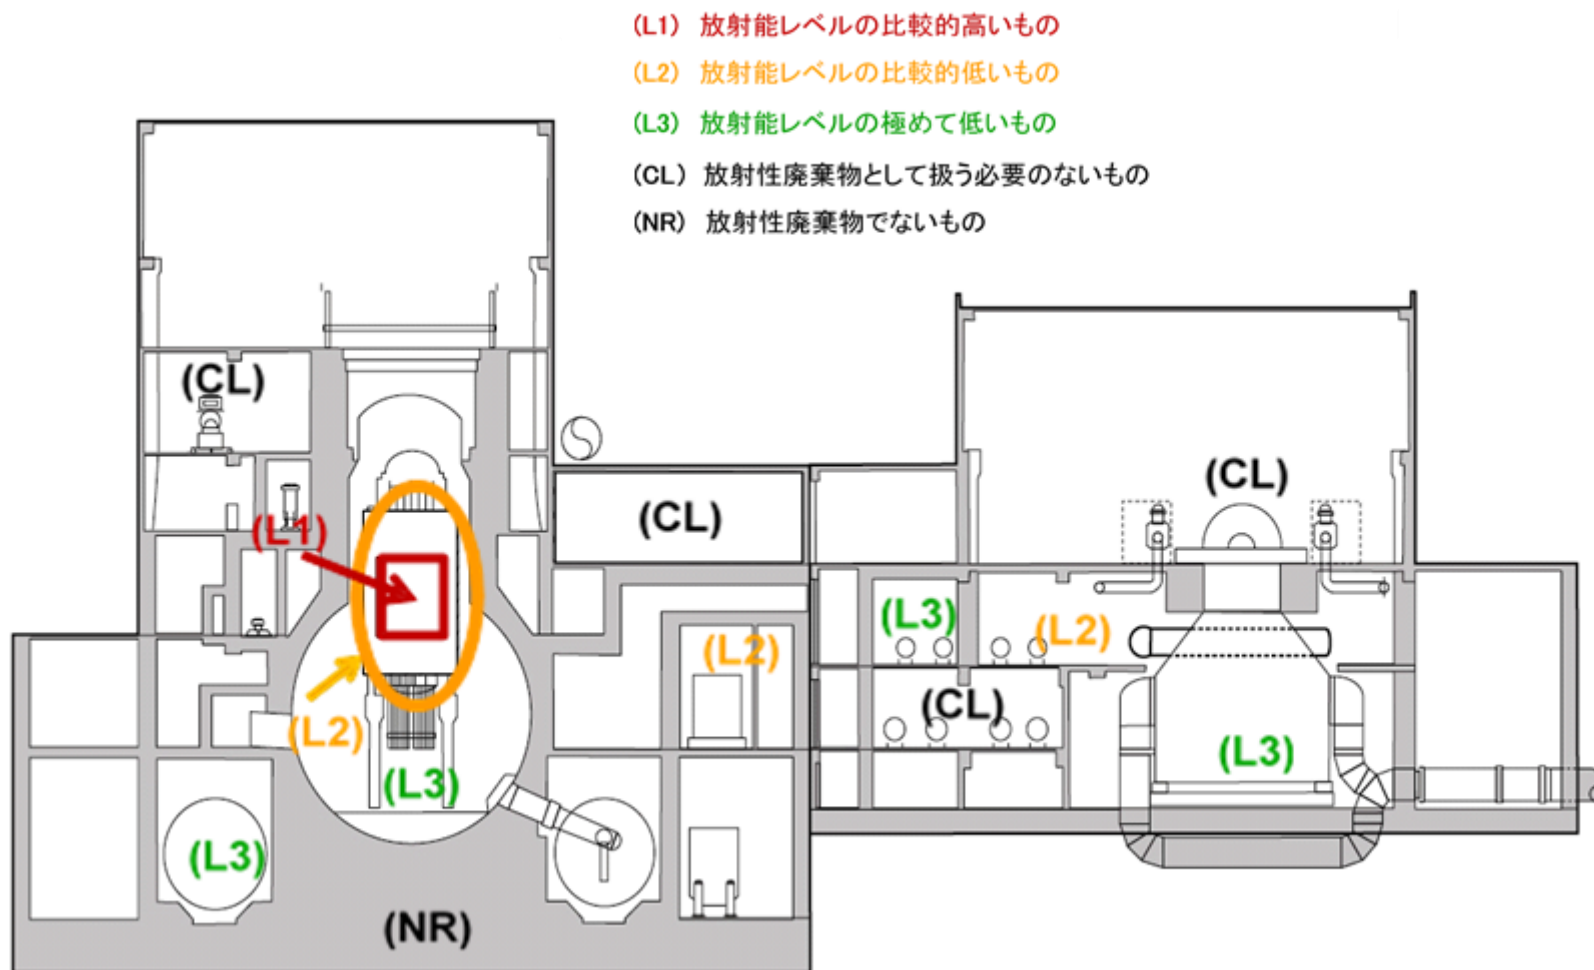 (L1) 放射能レベルの比較的高いもの
(L2) 放射能レベルの比較的低いもの
(L3) 放射能レベルの極めて低いもの
(CL) 放射性廃棄物として扱う必要のないもの
(NR) 放射性廃棄物でないもの
(CL)
(L1)
(CL)
(CL)
(L3)
(L2)
(L2)
(L2)
(CL)
(L3)
(L3)
(L3)
(NR)